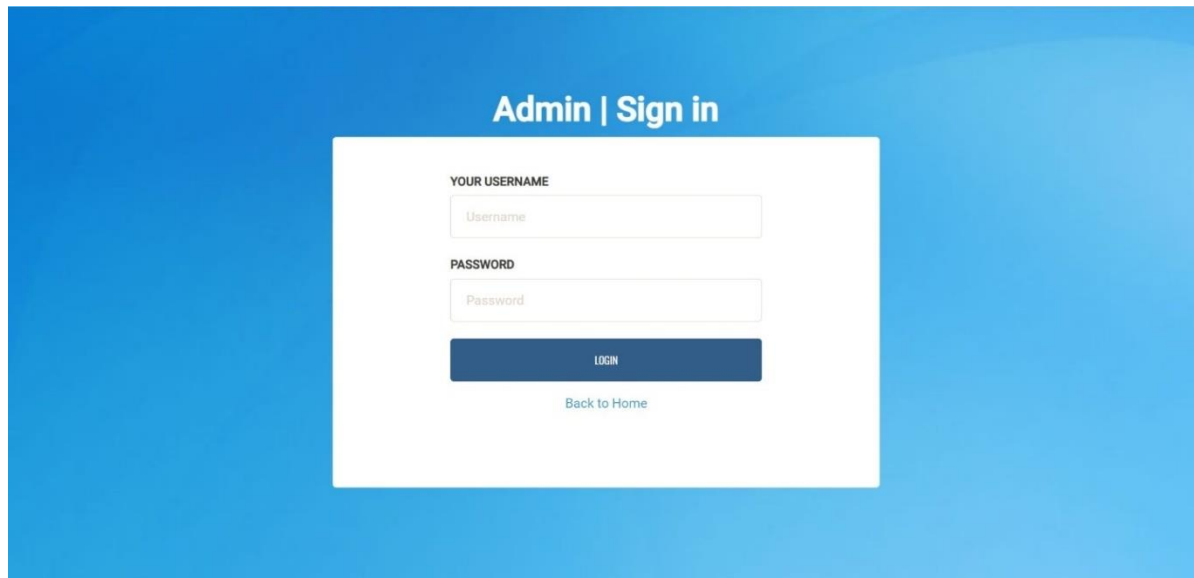 Admin | Sign in
YOUR USERNAME
Username
PASSWORD
Password
LOGIN
Back to Home